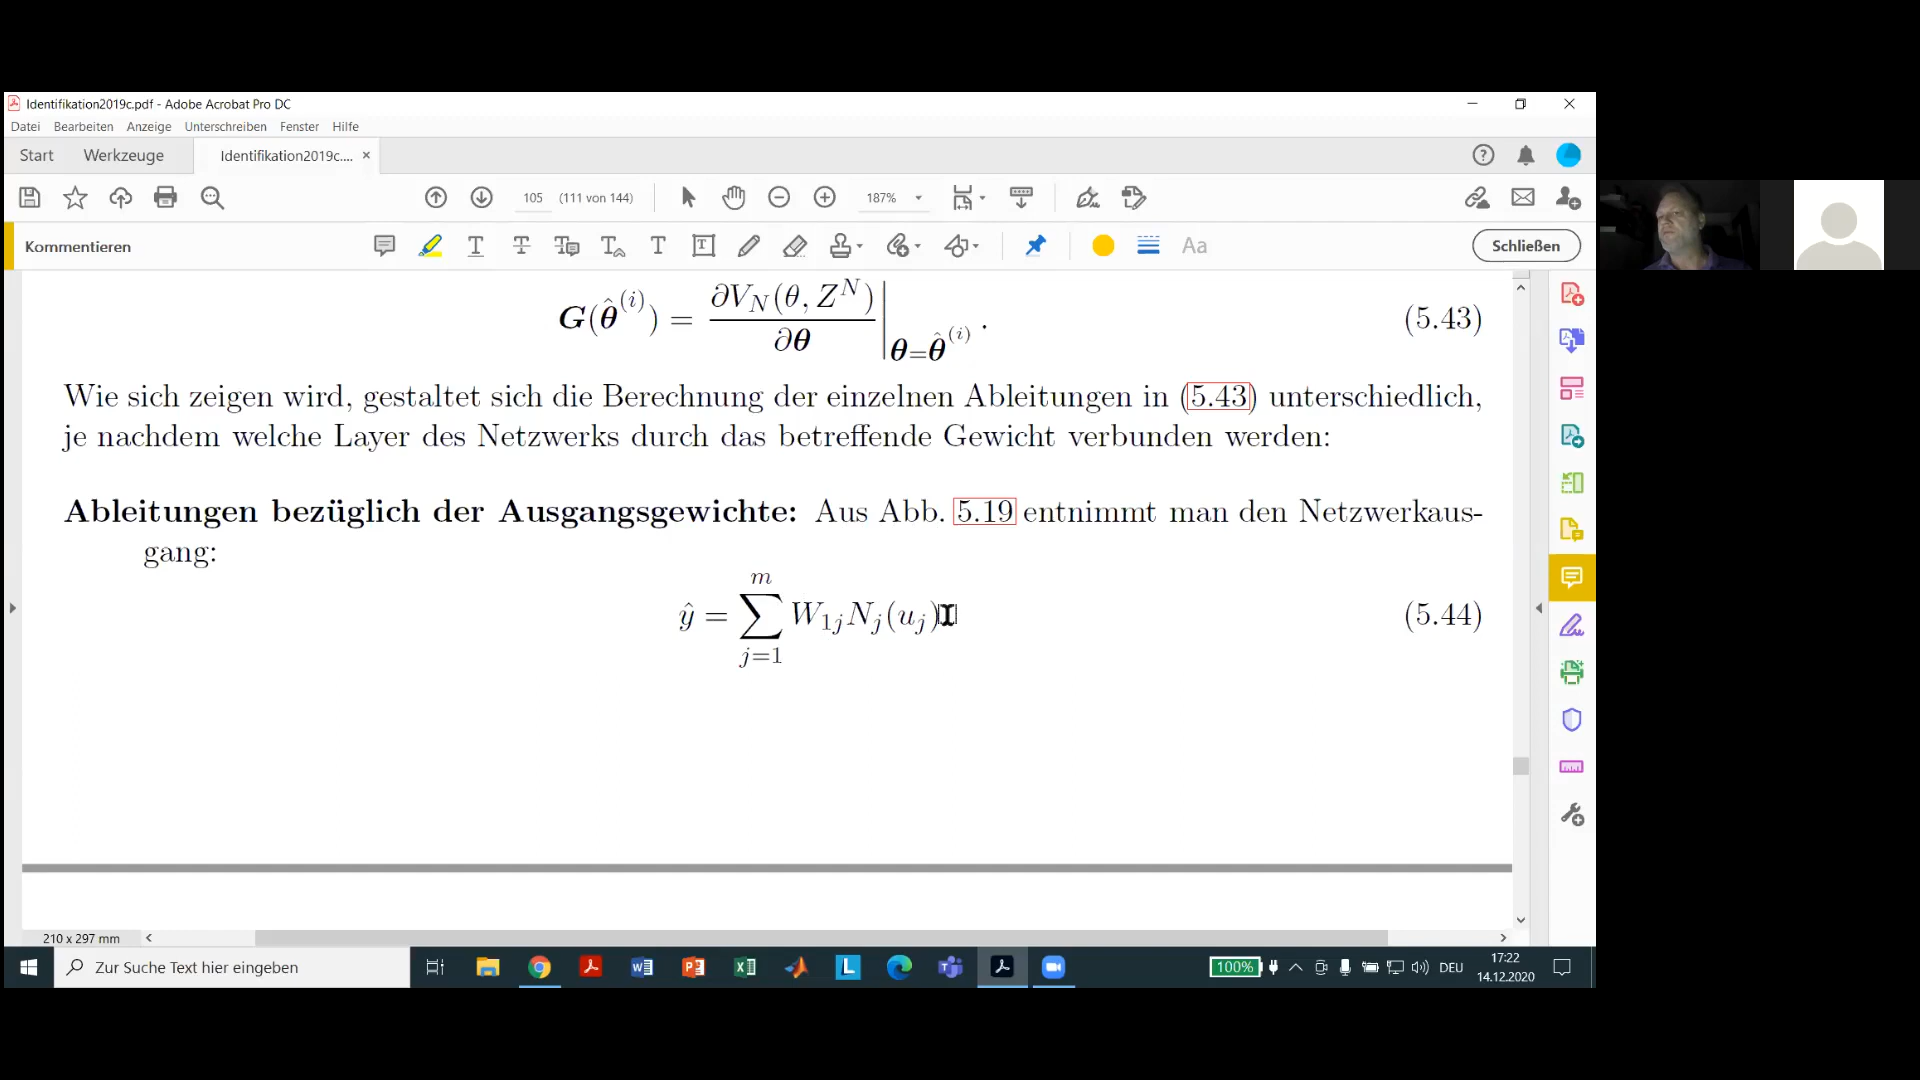 Identifikation2019c.pdf - Adobe Acrobat Pro DC
Datei Bearbeiten Anzeige Unterschreiben Fenster Hilfe
Start Werkzeuge Identifikation2019c.... ×
105 (111 von 144) 187%
Kommentieren Aa Schließen
G(θ̂^(i)) = ∂V_N(θ, Z^N) / ∂θ |_θ=θ̂^(i) . (5.43)
Wie sich zeigen wird, gestaltet sich die Berechnung der einzelnen Ableitungen in (5.43) unterschiedlich,
je nachdem welche Layer des Netzwerks durch das betreffende Gewicht verbunden werden:
Ableitungen bezüglich der Ausgangsgewichte: Aus Abb. 5.19 entnimmt man den Netzwerkaus-
gang:
ŷ = ∑_{j=1}^{m} W_{1j} N_j(u_j) (5.44)
210 x 297 mm
Zur Suche Text hier eingeben
100% DEU 17:22
14.12.2020